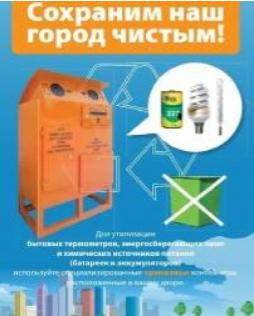 Сохраним наш
город чистым!
Для утилизации
бытовых термометров, энергосберегающих ламп
и химических источников питания
(батареек и аккумуляторов)
используйте специализированные оранжевые контейнеры,
расположенные в вашем дворе.